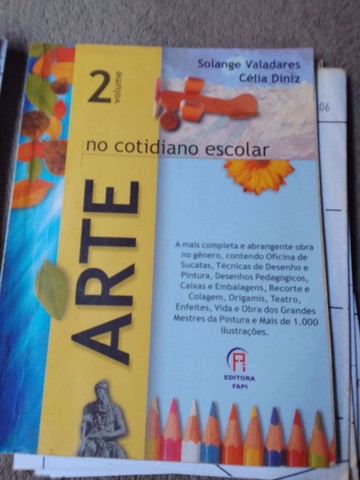 Solange Valadares
Célia Diniz
2
volume
no cotidiano escolar
ARTE
A mais completa e abrangente obra
no gênero, contendo Oficina de
Sucatas, Técnicas de Desenho e
Pintura, Desenhos Pedagógicos,
Caixas e Embalagens, Recorte e
Colagem, Origamis, Teatro,
Enfeites, Vida e Obra dos Grandes
Mestres da Pintura e Mais de 1.000
ilustrações.
EDITORA
FAPI
06